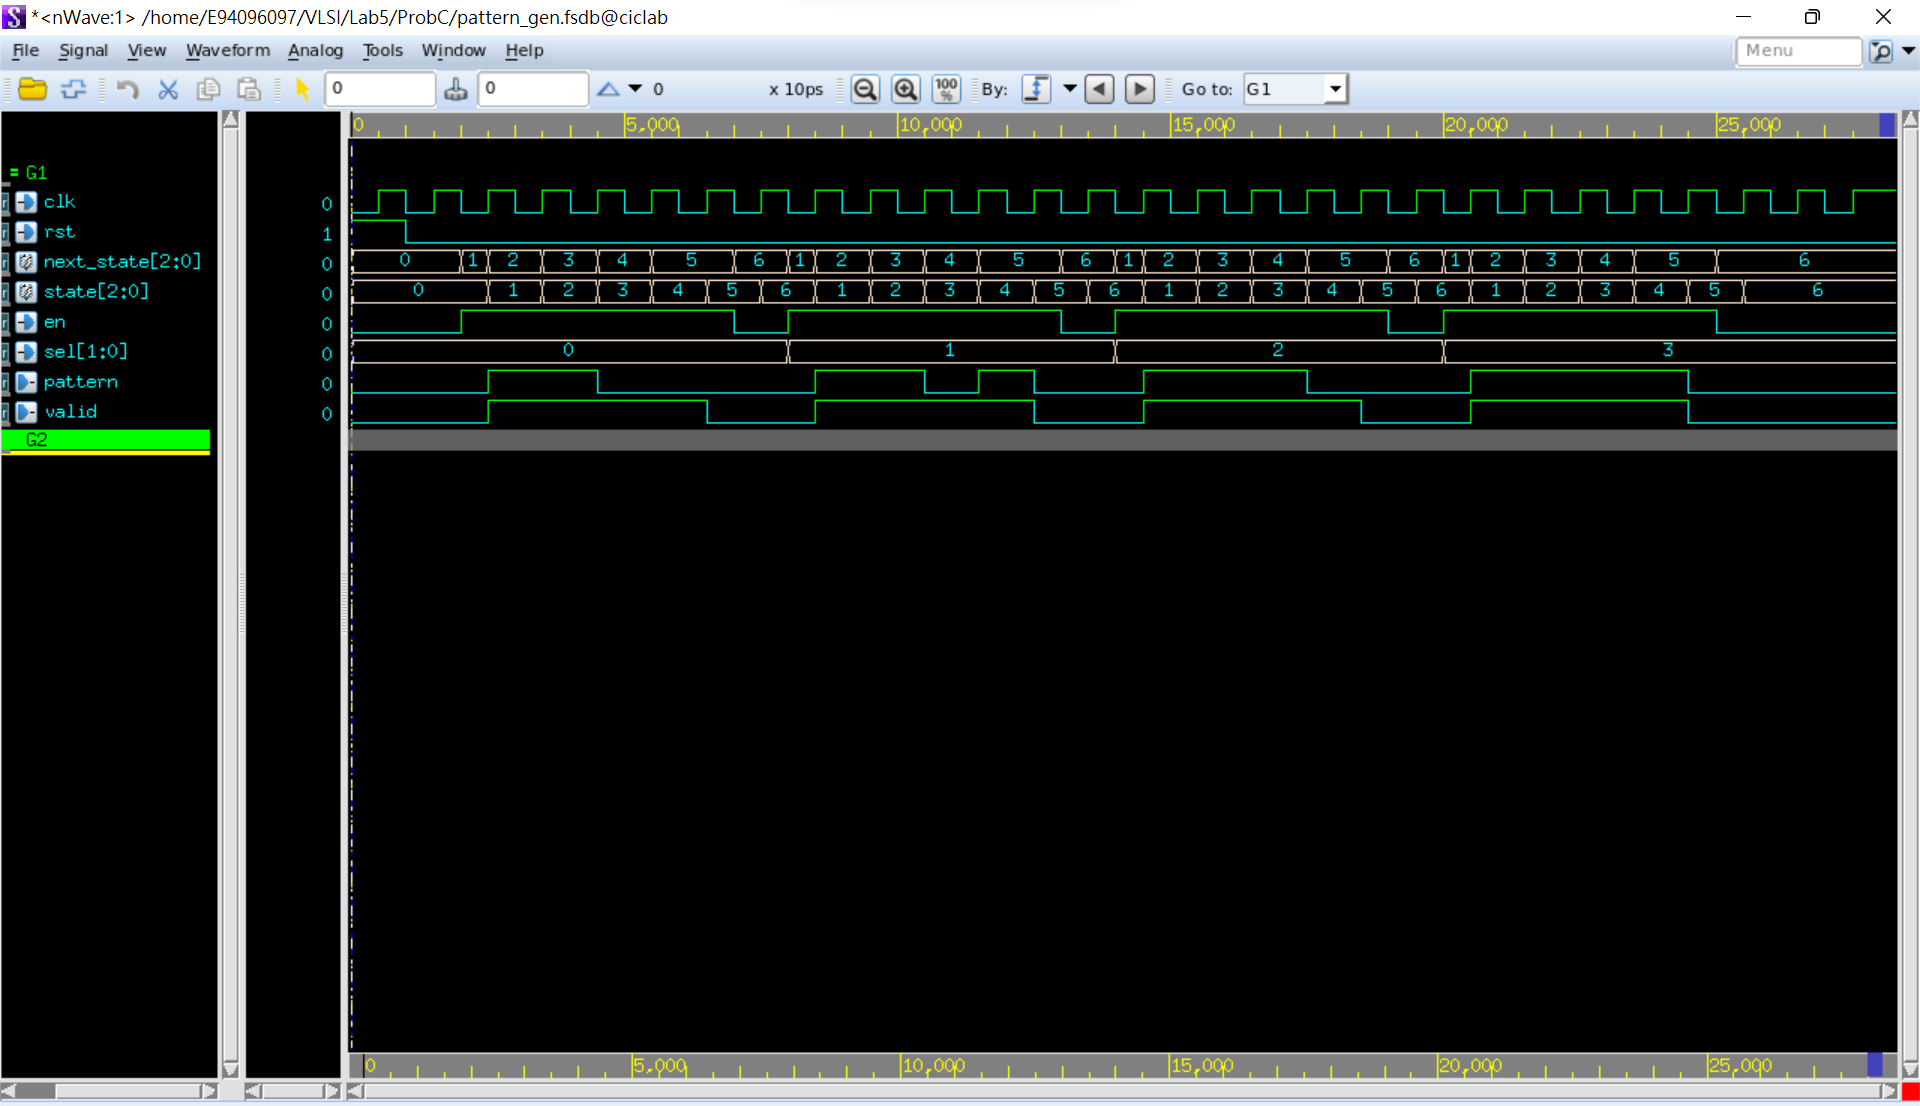 *<nWave:1> /home/E94096097/VLSI/Lab5/ProbC/pattern_gen.fsdb@ciclab
File Signal View Waveform Analog Tools Window Help Menu
0 0 0 x 10ps 100 % By: Go to: G1
0 5,000 10,000 15,000 20,000 25,000
= G1
clk 0
rst 1
next_state[2:0] 0 0 1 2 3 4 5 6 1 2 3 4 5 6 1 2 3 4 5 6 1 2 3 4 5 6
state[2:0] 0 0 1 2 3 4 5 6 1 2 3 4 5 6 1 2 3 4 5 6 1 2 3 4 5 6
en 0
sel[1:0] 0 0 1 2 3
pattern 0
valid 0
G2
0 5,000 10,000 15,000 20,000 25,000